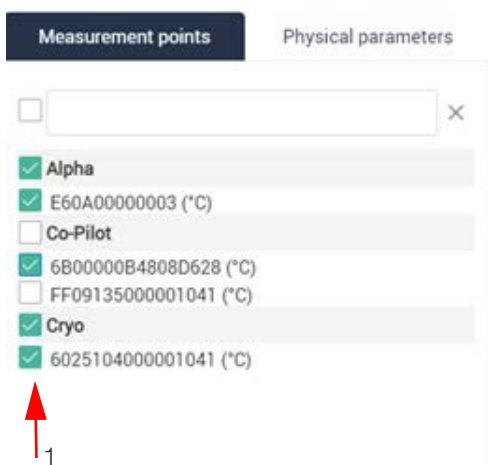 Measurement points Physical parameters
Alpha
E60A00000003 (°C)
Co-Pilot
6B00000B4808D628 (°C)
FF09135000001041 (°C)
Cryo
6025104000001041 (°C)
1